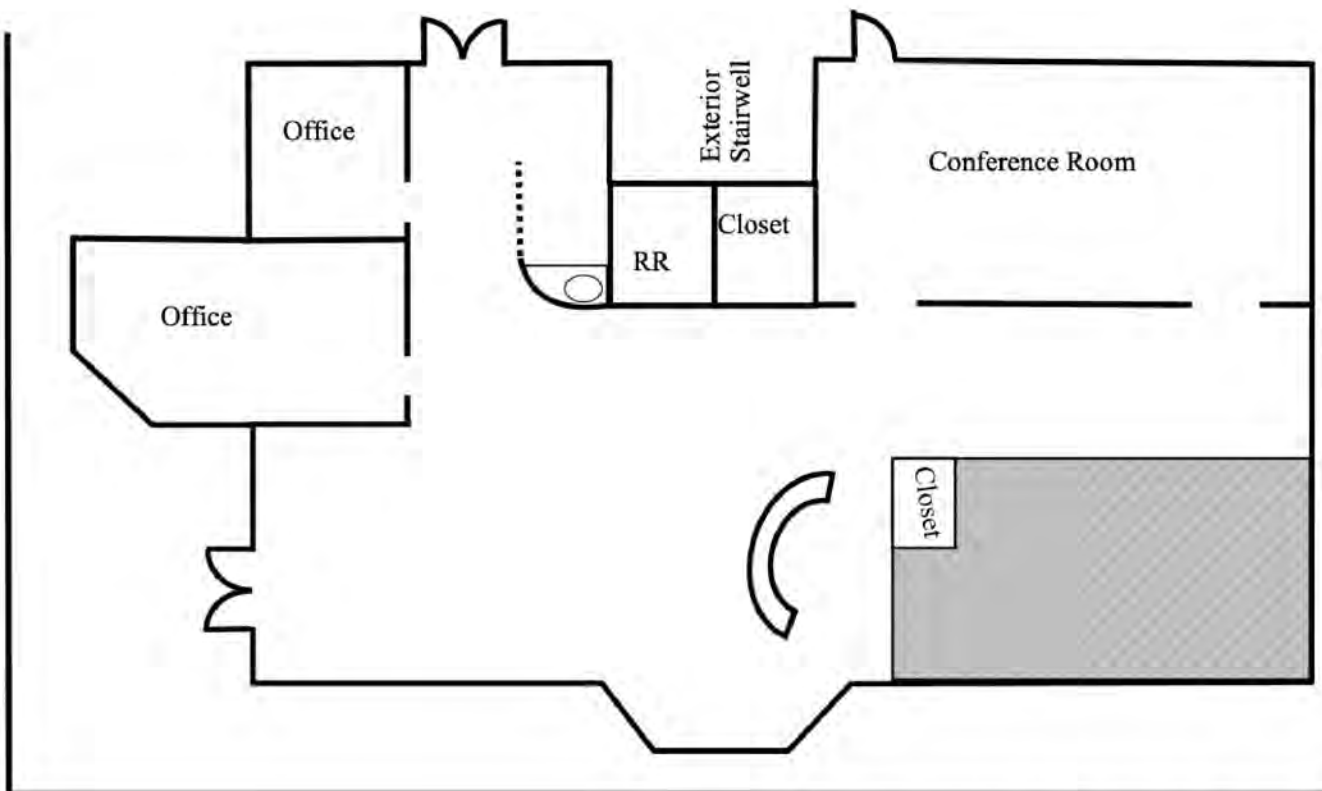 Office
Exterior
Stairwell
Conference Room
Closet
RR
Office
Closet